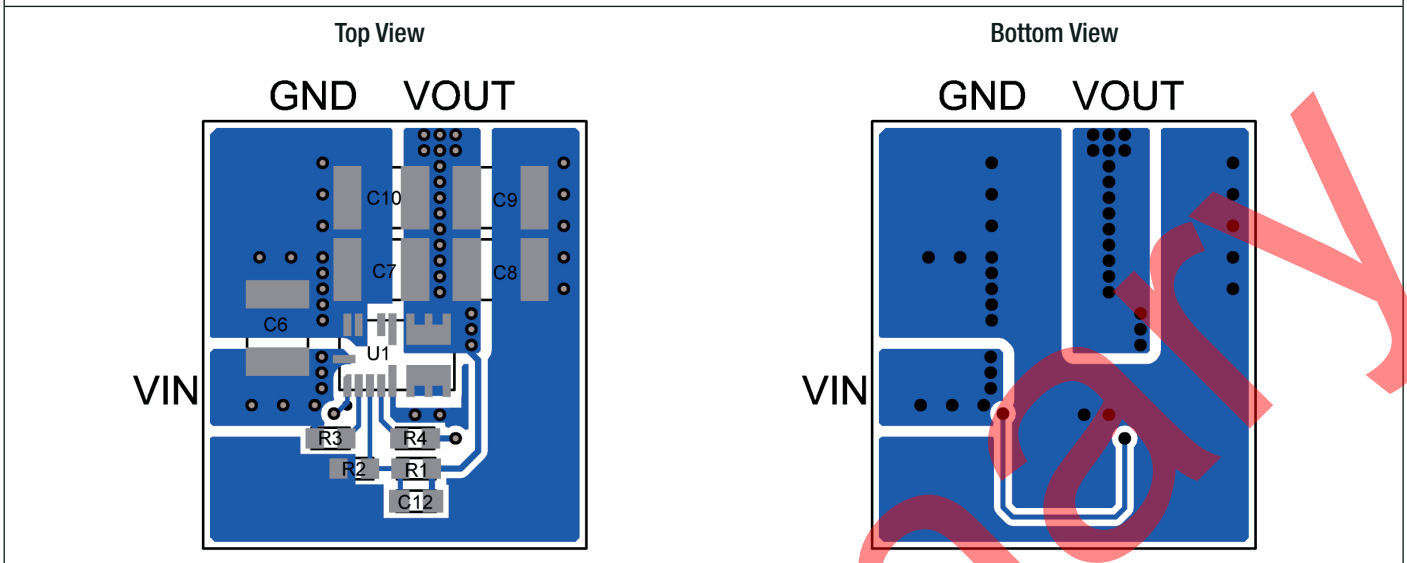 Top View
Bottom View
GND VOUT
GND VOUT
C10
C9
C7
C8
C6
U1
VIN
VIN
R3
R4
R2
R1
C12
ary